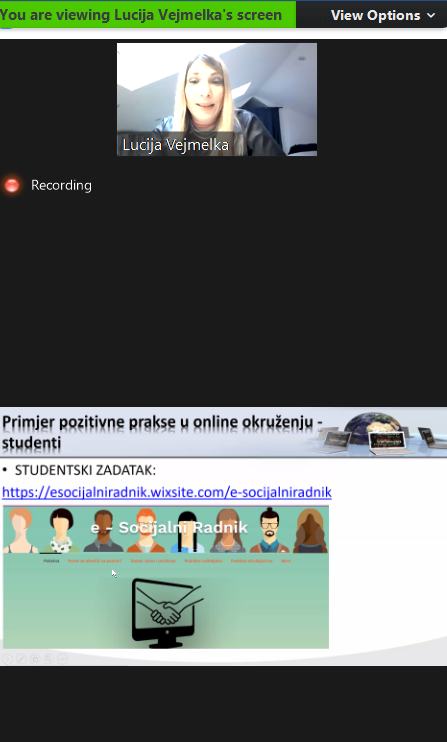 You are viewing Lucija Vejmelka's screen
View Options
Lucija Vejmelka
Recording
Primjer pozitivne prakse u online okruženju -
studenti
• STUDENTSKI ZADATAK:
https://esocijalniradnik.wixsite.com/e-socijalniradnik
e - Socijalni Radnik